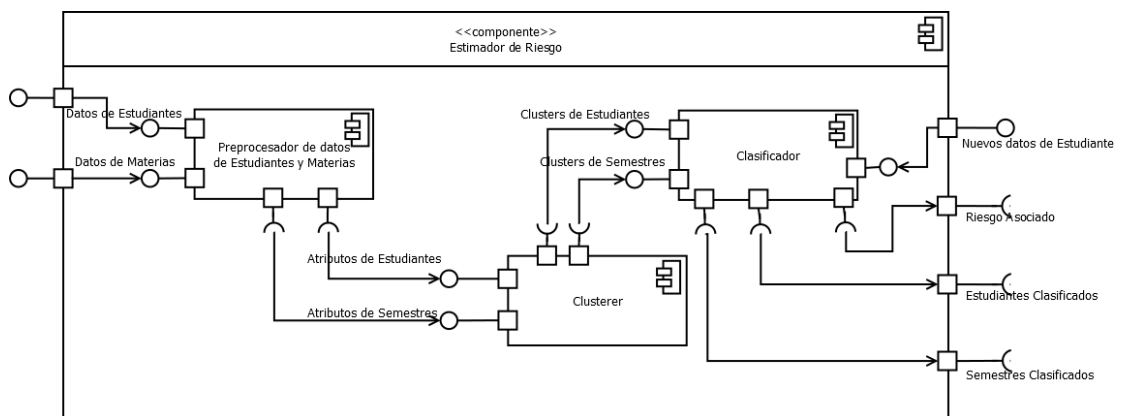 <<componente>>
Estimador de Riesgo
Datos de Estudiantes
Datos de Materias
Preprocesador de datos
de Estudiantes y Materias
Clusters de Estudiantes
Clusters de Semestres
Clasificador
Nuevos datos de Estudiante
Riesgo Asociado
Atributos de Estudiantes
Atributos de Semestres
Clusterer
Estudiantes Clasificados
Semestres Clasificados